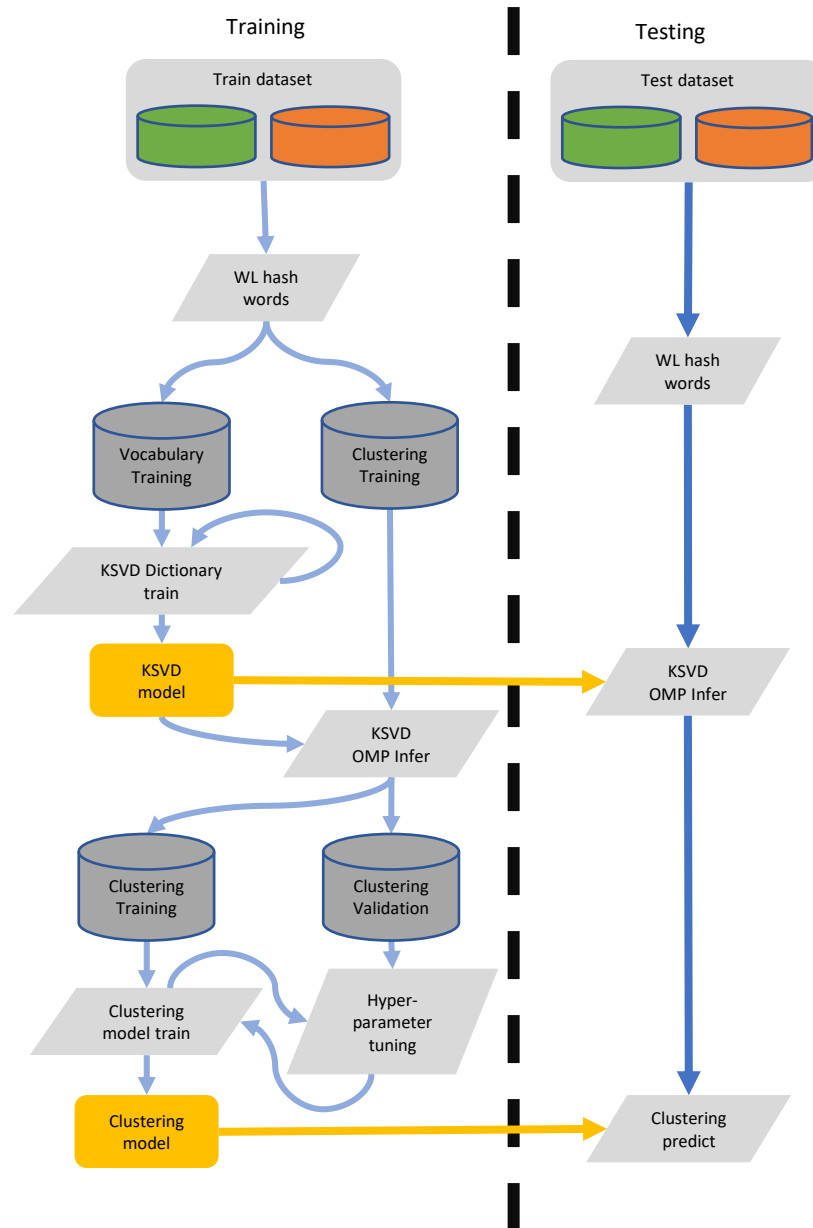 Training
Testing
Train dataset
Test dataset
WL hash
words
WL hash
words
Vocabulary
Training
Clustering
Training
KSVD Dictionary
train
KSVD
model
KSVD
OMP Infer
KSVD
OMP Infer
Clustering
Training
Clustering
Validation
Clustering
model train
Hyper-
parameter
tuning
Clustering
model
Clustering
predict